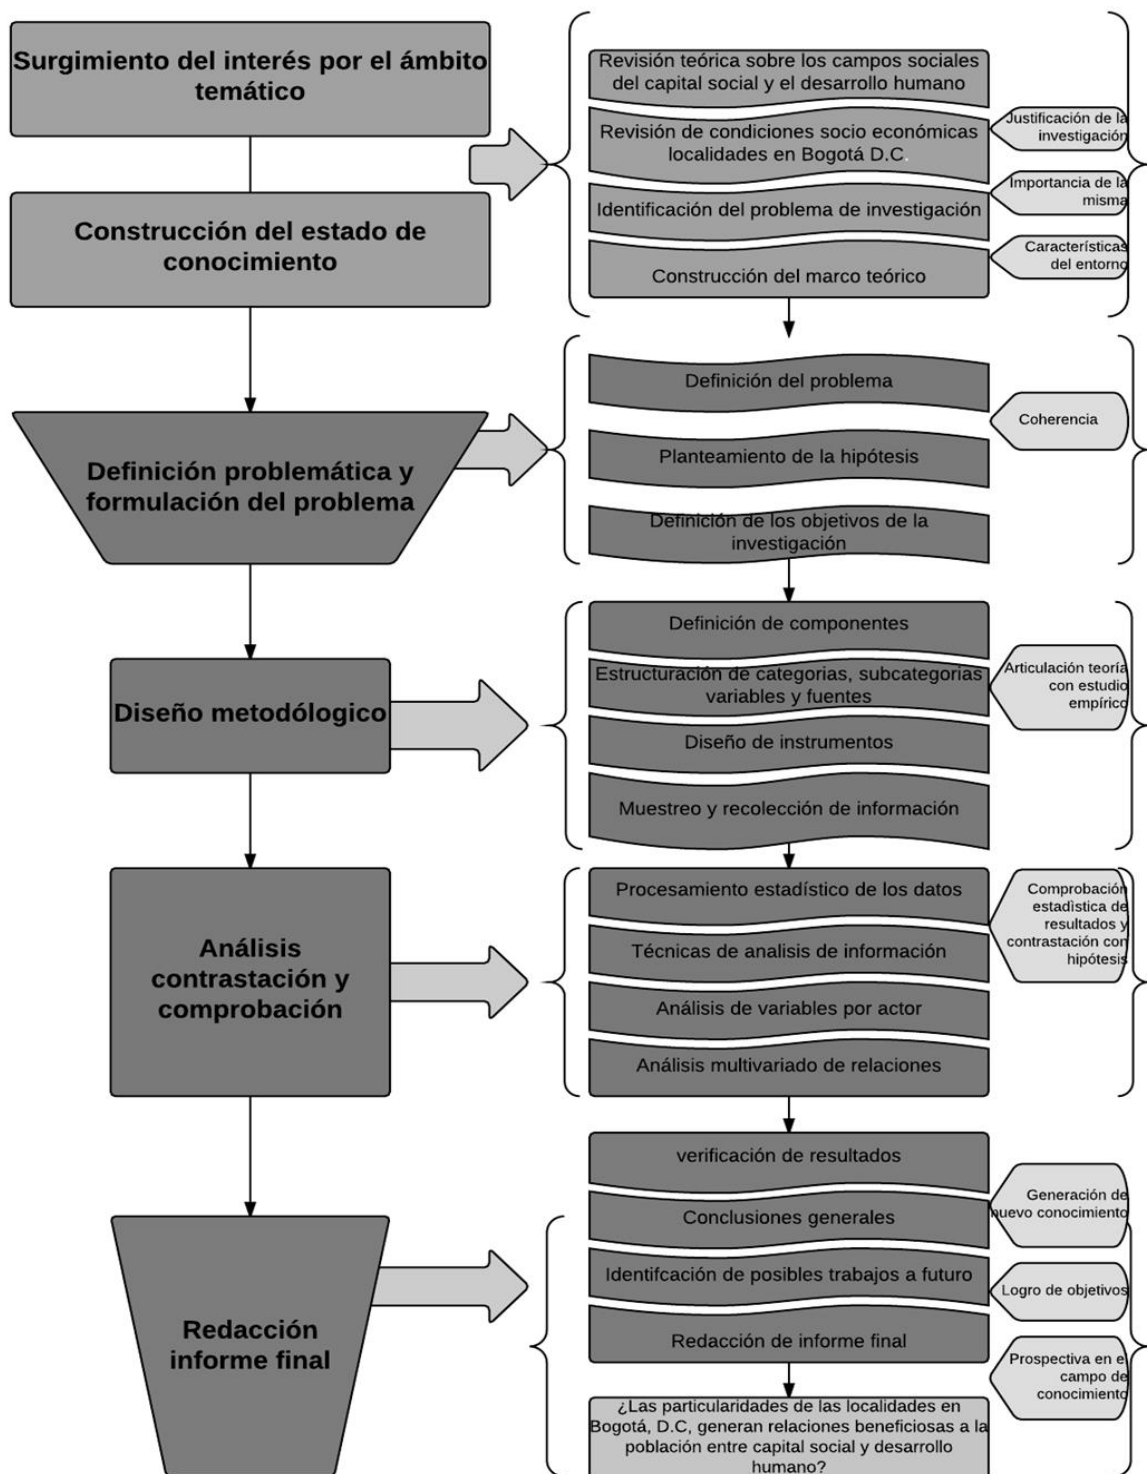 Surgimiento del interés por el ámbito
temático
Construcción del estado de
conocimiento
Revisión teórica sobre los campos sociales
del capital social y el desarrollo humano
Revisión de condiciones socio económicas
localidades en Bogotá D.C.
Identificación del problema de investigación
Construcción del marco teórico
Justificación de la
investigación
Importancia de la
misma
Características
del entorno
Definición problemática y
formulación del problema
Definición del problema
Planteamiento de la hipótesis
Definición de los objetivos de la
investigación
Coherencia
Diseño metodólogico
Definición de componentes
Estructuración de categorias, subcategorias
variables y fuentes
Diseño de instrumentos
Muestreo y recolección de información
Articulación teoría
con estudio
empírico
Análisis
contrastación y
comprobación
Procesamiento estadístico de los datos
Técnicas de analisis de información
Análisis de variables por actor
Análisis multivariado de relaciones
Comprobación
estadìstica de
resultados y
contrastación con
hipótesis
Redacción
informe final
verificación de resultados
Conclusiones generales
Identifcación de posibles trabajos a futuro
Redacción de informe final
Generación de
nuevo conocimiento
Logro de objetivos
Prospectiva en e
campo de
conocimiento
¿Las particularidades de las localidades en
Bogotá, D.C, generan relaciones beneficiosas a la
población entre capital social y desarrollo
humano?